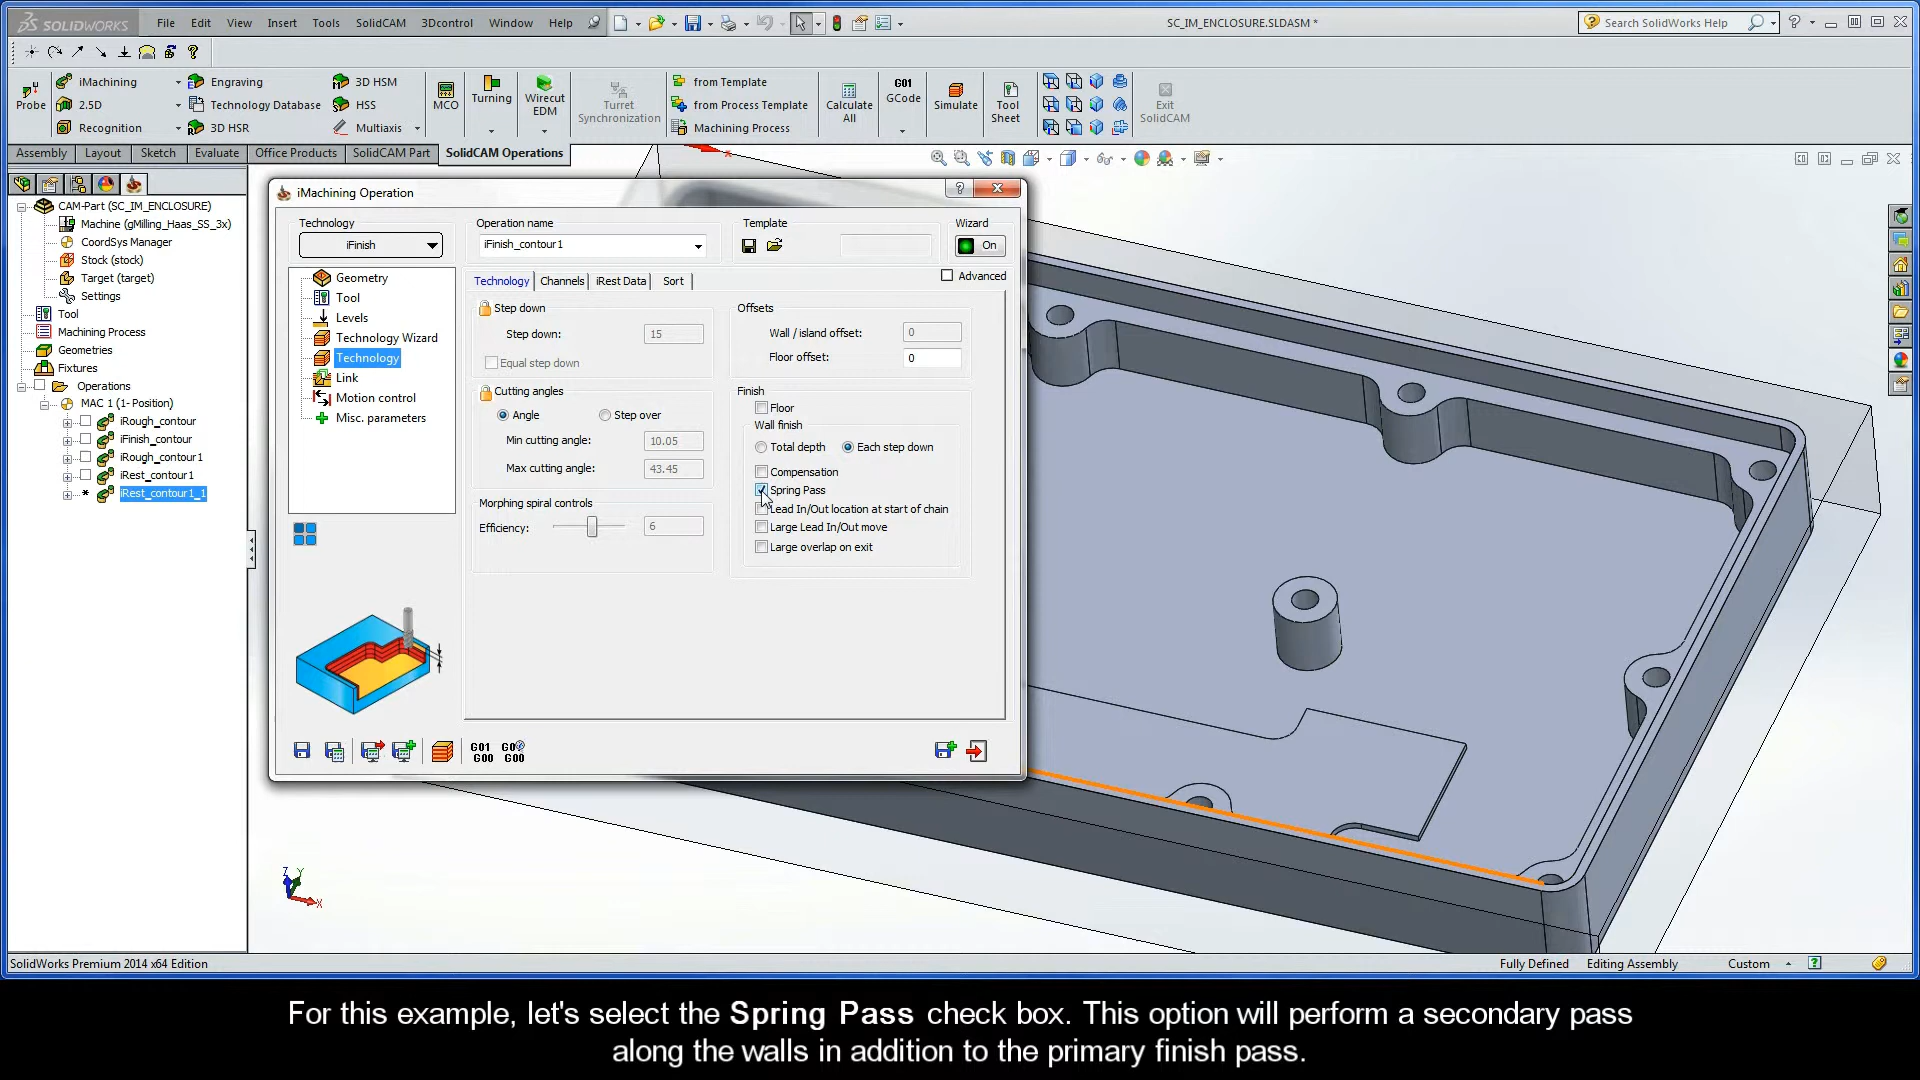 SOLIDWORKS File Edit View Insert Tools SolidCAM 3Dcontrol Window Help SC_IM_ENCLOSURE.SLDASM * Search SolidWorks Help
Probe iMachining Engraving 3D HSM MCO Turning Wirecut EDM Turret Synchronization from Template Calculate All G01 GCode Simulate Tool Sheet Exit SolidCAM
2.5D Technology Database HSS from Process Template
Recognition 3D HSR Multiaxis Machining Process
Assembly Layout Sketch Evaluate Office Products SolidCAM Part SolidCAM Operations
CAM-Part (SC_IM_ENCLOSURE)
Machine (gMilling_Haas_SS_3x)
CoordSys Manager
Stock (stock)
Target (target)
Settings
Tool
Machining Process
Geometries
Fixtures
Operations
MAC 1 (1- Position)
iRough_contour
iFinish_contour
iRough_contour1
iRest_contour1
iRest_contour1_1
iMachining Operation
Technology
iFinish
Operation name
iFinish_contour1
Template
Wizard
On
Geometry
Tool
Levels
Technology Wizard
Technology
Link
Motion control
Misc. parameters
Technology Channels iRest Data Sort
Advanced
Step down
Step down: 15
Equal step down
Cutting angles
Angle Step over
Min cutting angle: 10.05
Max cutting angle: 43.45
Morphing spiral controls
Efficiency: 6
Offsets
Wall / island offset: 0
Floor offset: 0
Finish
Floor
Wall finish
Total depth Each step down
Compensation
Spring Pass
Lead In/Out location at start of chain
Large Lead In/Out move
Large overlap on exit
G01 G0
G00 G00
Z Y X
SolidWorks Premium 2014 x64 Edition Fully Defined Editing Assembly Custom
For this example, let's select the Spring Pass check box. This option will perform a secondary pass
along the walls in addition to the primary finish pass.